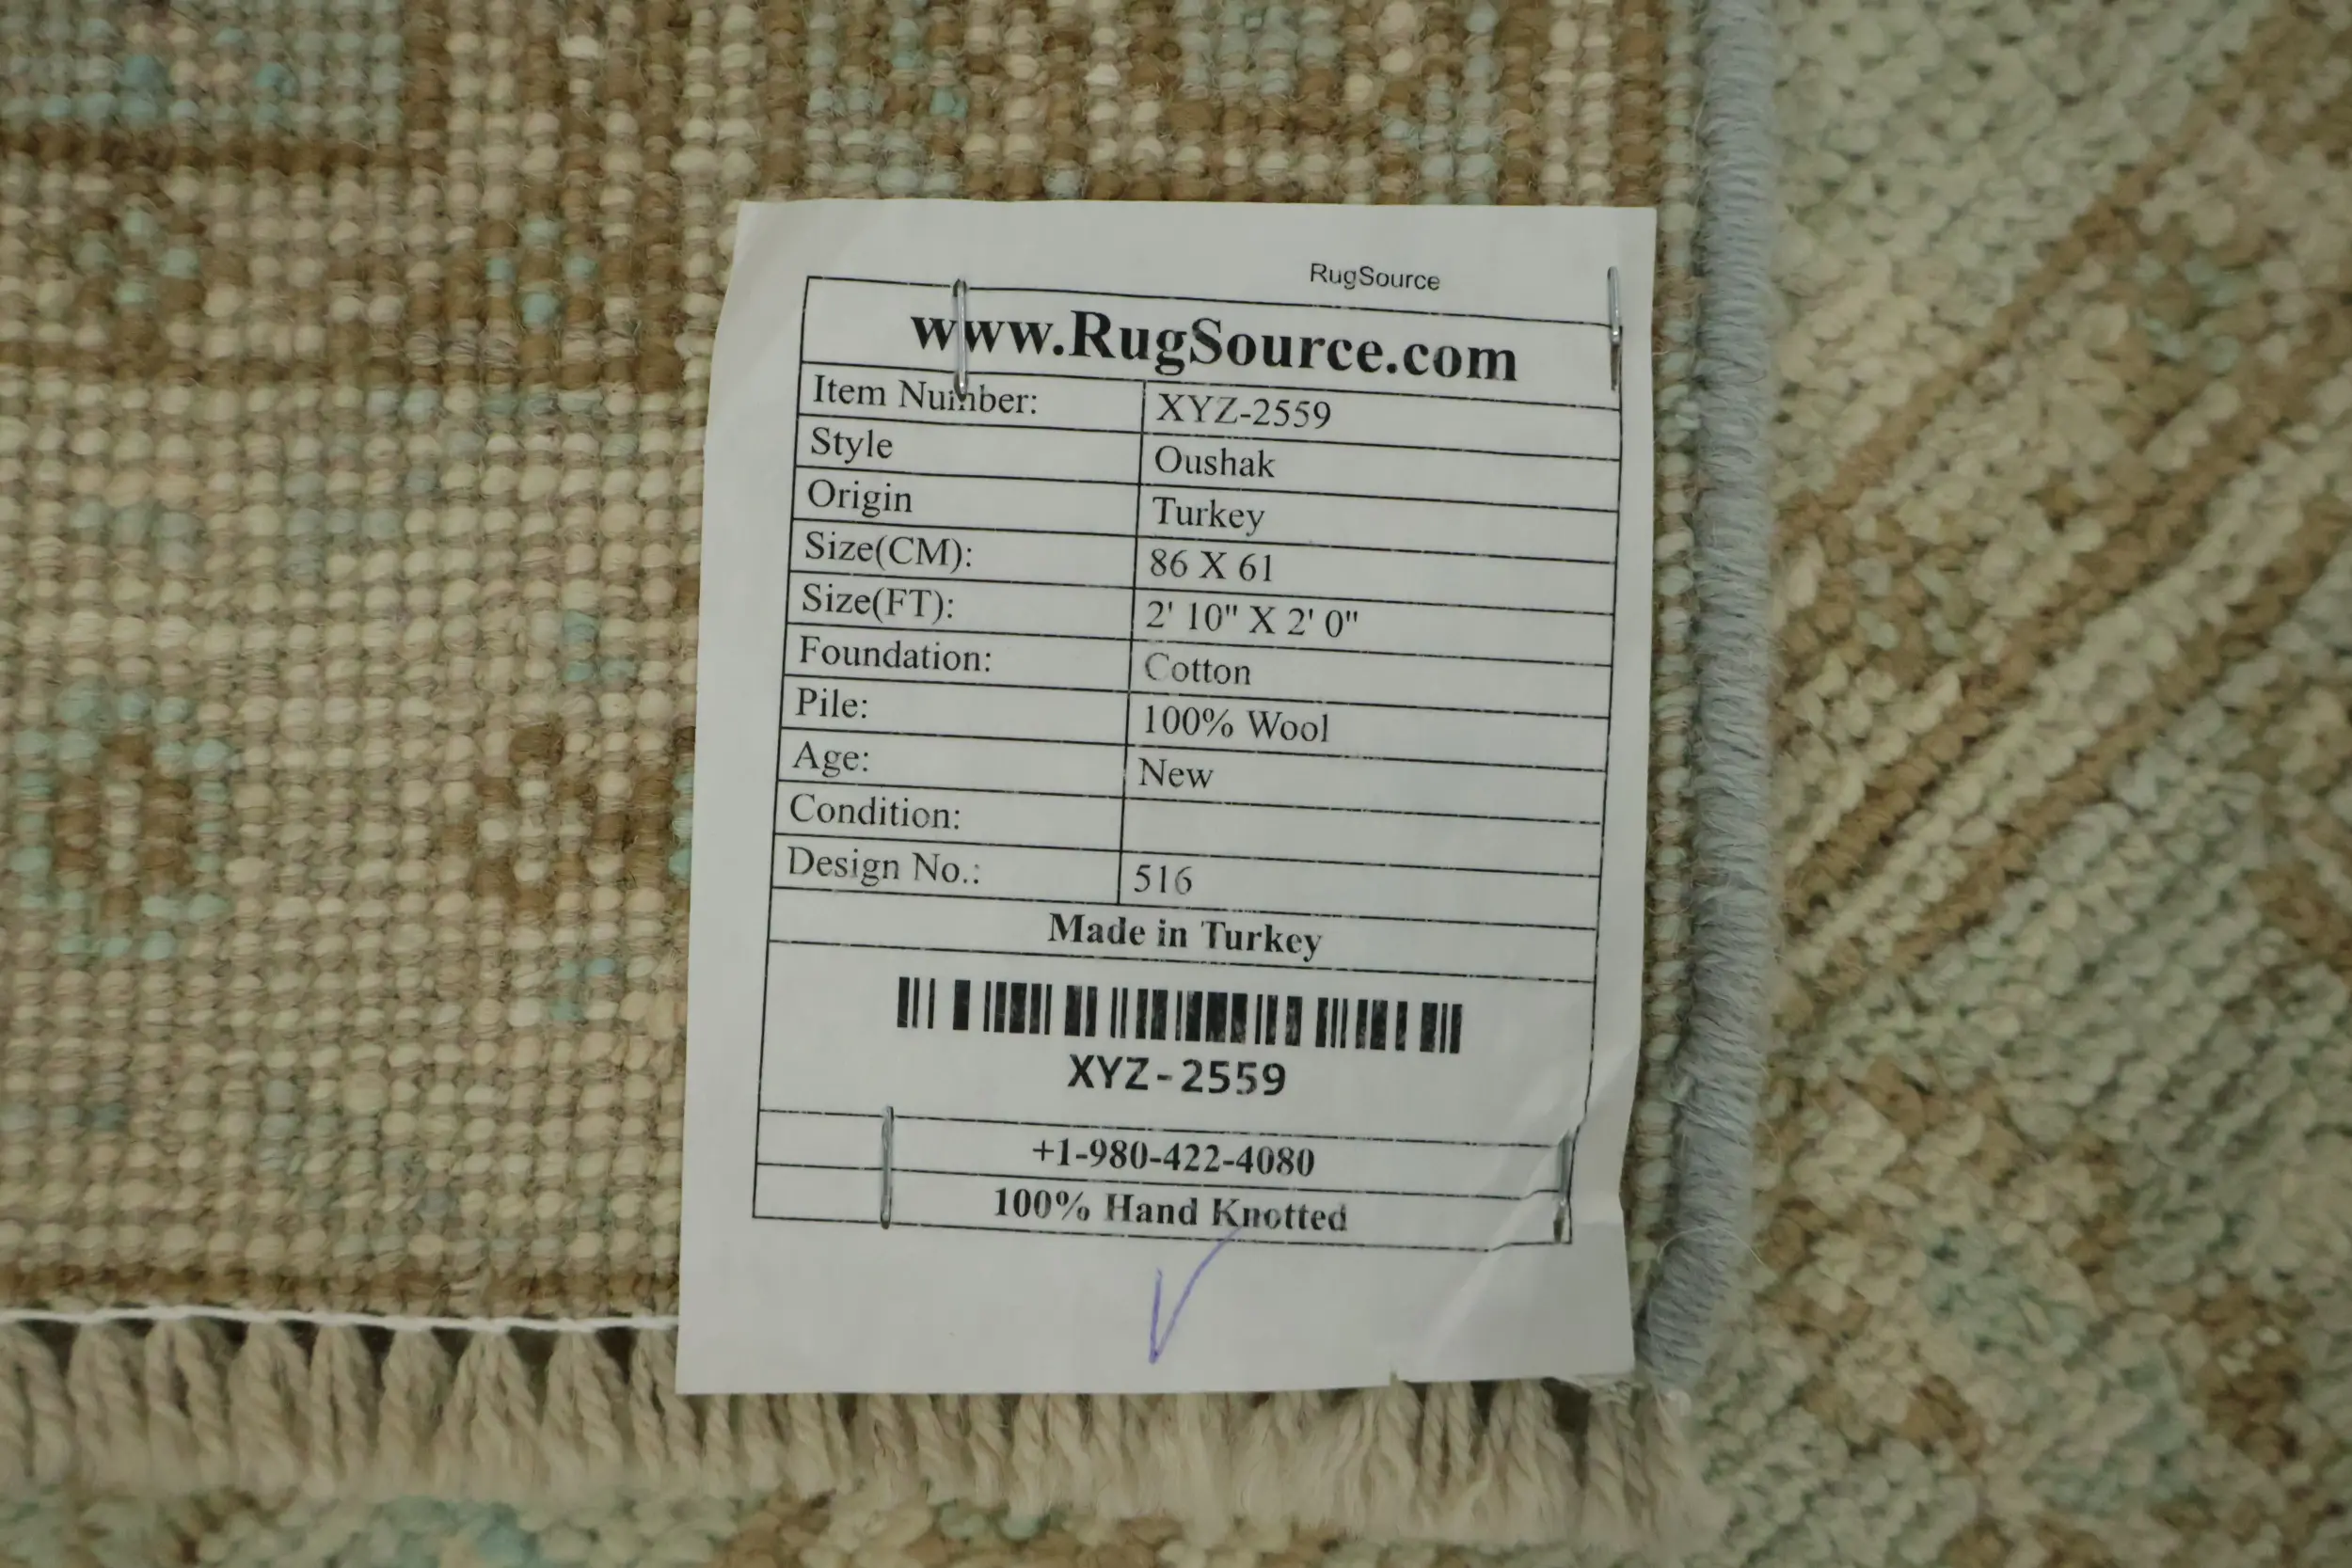 RugSource
www.RugSource.com
Item Number: XYZ-2559
Style Oushak
Origin Turkey
Size(CM): 86 X 61
Size(FT): 2' 10" X 2' 0"
Foundation: Cotton
Pile: 100% Wool
Age: New
Condition:
Design No.: 516
Made in Turkey
XYZ-2559
+1-980-422-4080
100% Hand Knotted